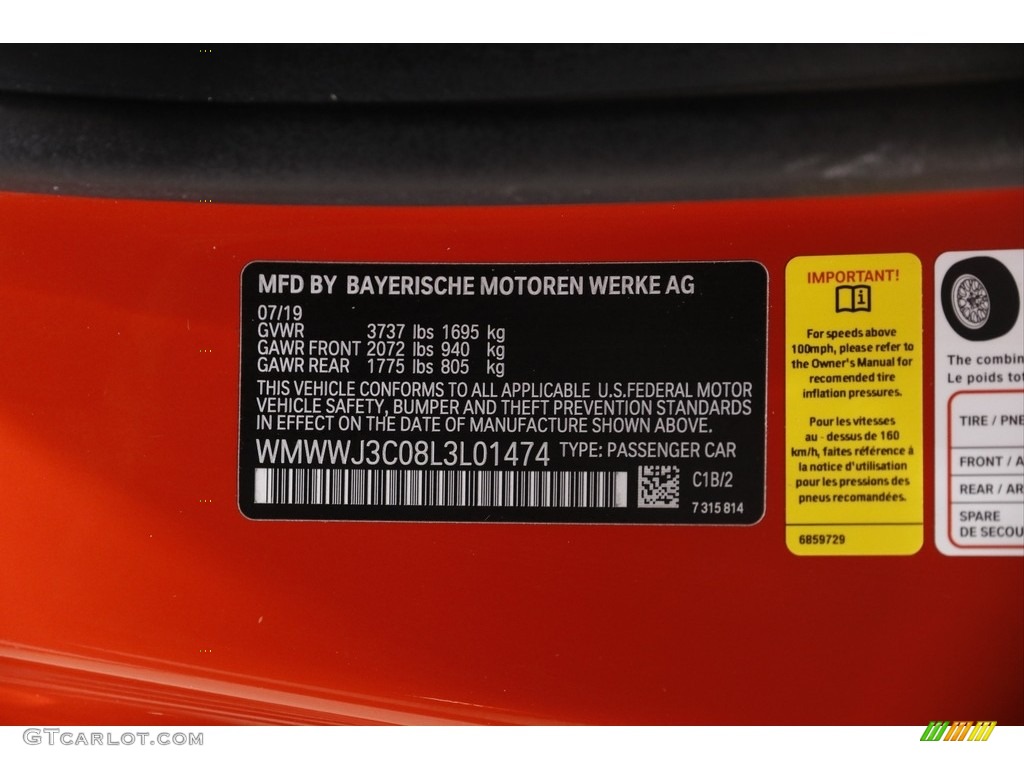 MFD BY BAYERISCHE MOTOREN WERKE AG
07/19
GVWR 3737 lbs 1695 kg
GAWR FRONT 2072 lbs 940 kg
GAWR REAR 1775 lbs 805 kg
THIS VEHICLE CONFORMS TO ALL APPLICABLE U.S.FEDERAL MOTOR
VEHICLE SAFETY, BUMPER AND THEFT PREVENTION STANDARDS
IN EFFECT ON THE DATE OF MANUFACTURE SHOWN ABOVE.
WMWWJ3C08L3L01474 TYPE: PASSENGER CAR
C1B/2
7 315 814
IMPORTANT!
For speeds above
100mph, please refer to
the Owner's Manual for
recomended tire
inflation pressures.
Pour les vitesses
au - dessus de 160
km/h, faites référence à
la notice d'utilisation
pour les pressions des
pneus recomandées.
6859729
The combin
Le poids tot
TIRE / PNE
FRONT / A
REAR / AR
SPARE
DE SECOU
GTCARLOT.COM